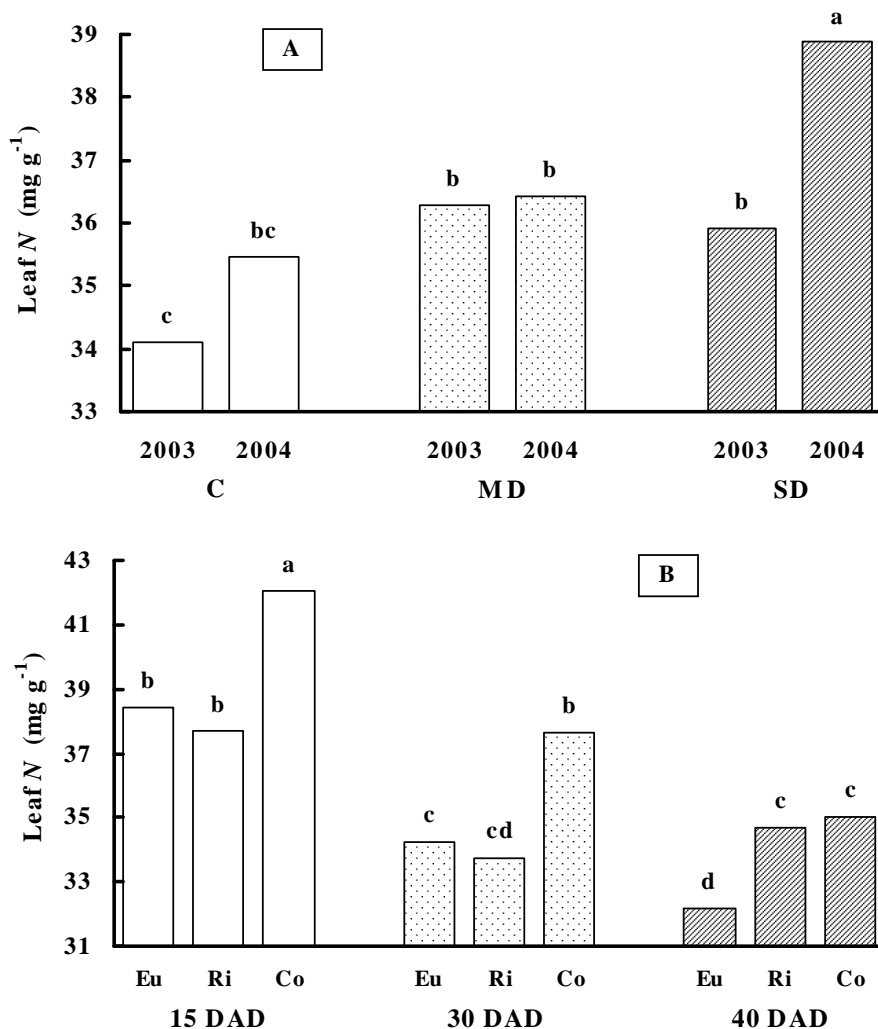 A
Leaf N (mg g-1)
39
38
37
36
35
34
33
c
bc
b
b
b
a
2003 2004 2003 2004 2003 2004
C MD SD
B
Leaf N (mg g-1)
43
41
39
37
35
33
31
b
b
a
c
cd
b
d
c
c
Eu Ri Co Eu Ri Co Eu Ri Co
15 DAD 30 DAD 40 DAD